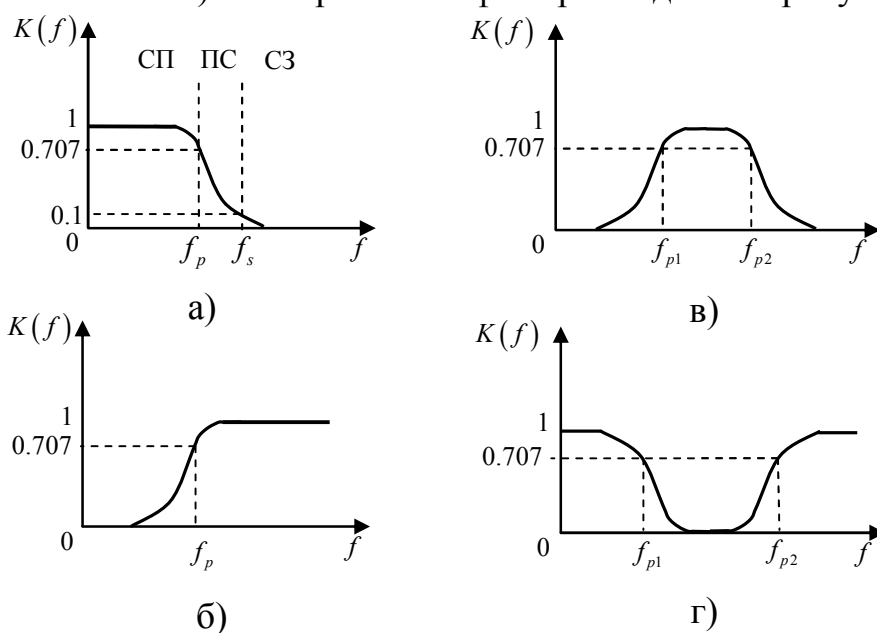 K(f)
СП ПС СЗ
1
0.707
0.1
0
f_p f_s f
а)
K(f)
1
0.707
0
f_{p1} f_{p2} f
в)
K(f)
1
0.707
0
f_p f
б)
K(f)
1
0.707
0
f_{p1} f_{p2} f
г)